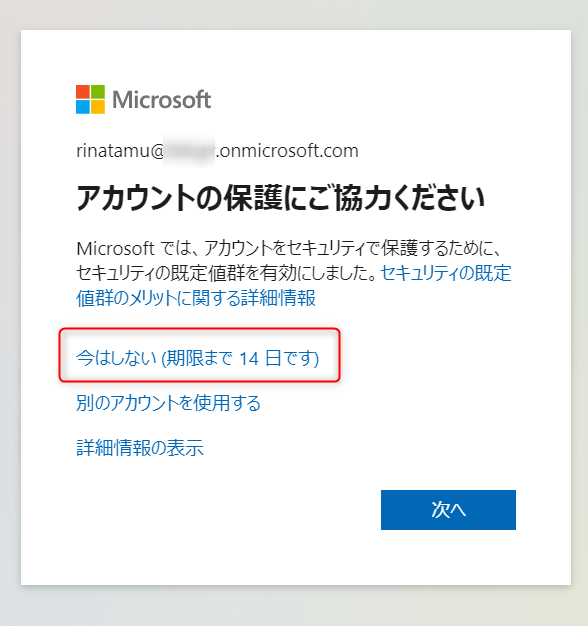 Microsoft
rinatamu@ .onmicrosoft.com
アカウントの保護にご協力ください
Microsoft では、アカウントをセキュリティで保護するために、
セキュリティの既定値群を有効にしました。セキュリティの既定
値群のメリットに関する詳細情報
今はしない (期限まで 14 日です)
別のアカウントを使用する
詳細情報の表示
次へ